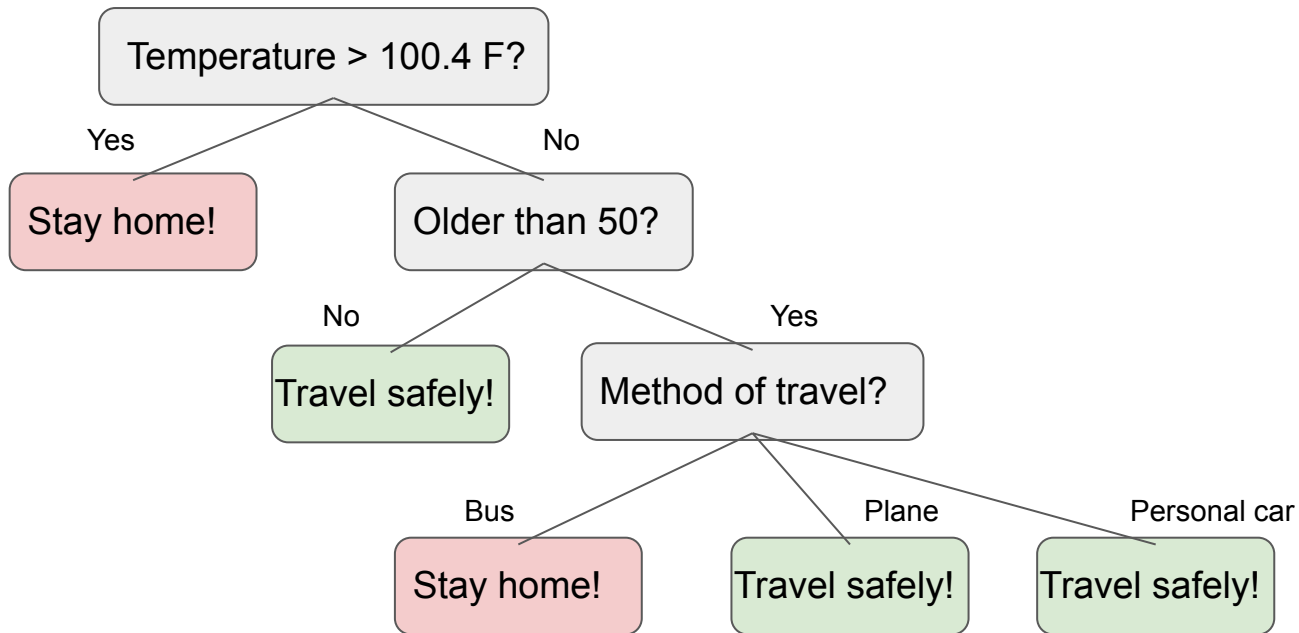 Temperature > 100.4 F?
Yes
No
Stay home!
Older than 50?
No
Yes
Travel safely!
Method of travel?
Bus
Plane
Personal car
Stay home!
Travel safely!
Travel safely!